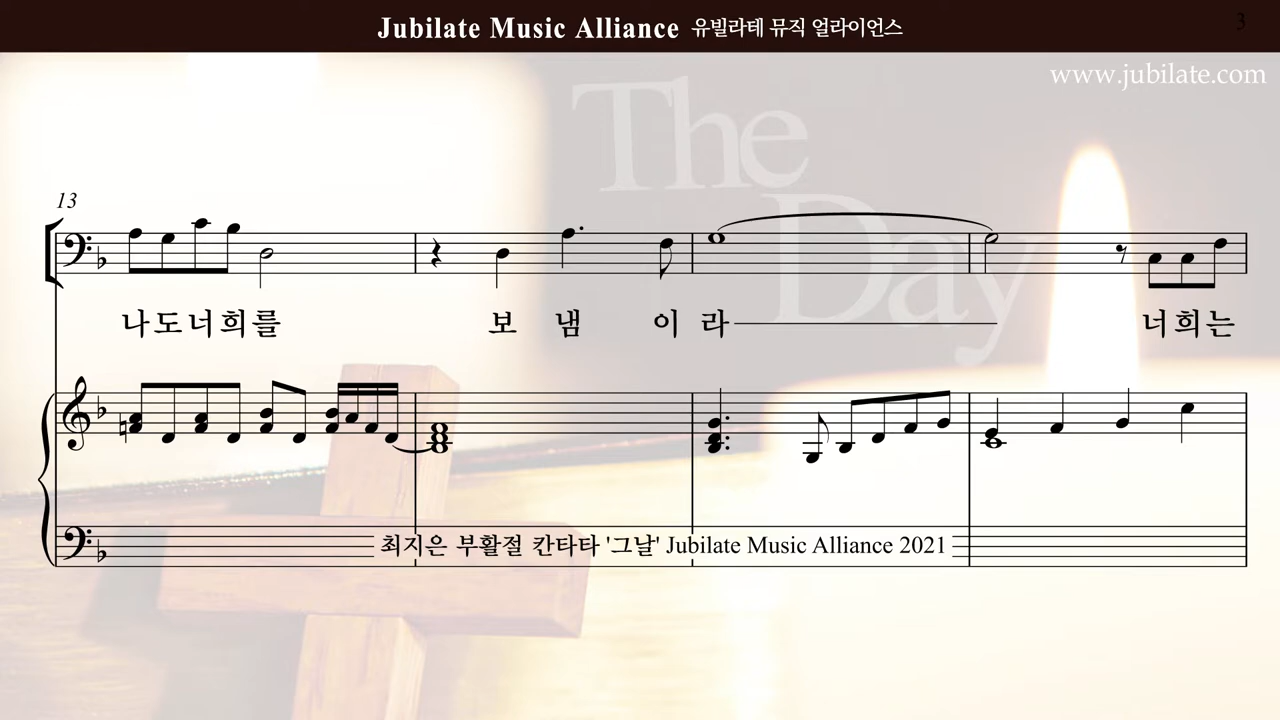 Jubilate Music Alliance 유빌라테 뮤직 얼라이언스
3
www.jubilate.com
The
Day
13
나도너희를 보냄이라 너희는
최지은 부활절 칸타타 '그날' Jubilate Music Alliance 2021